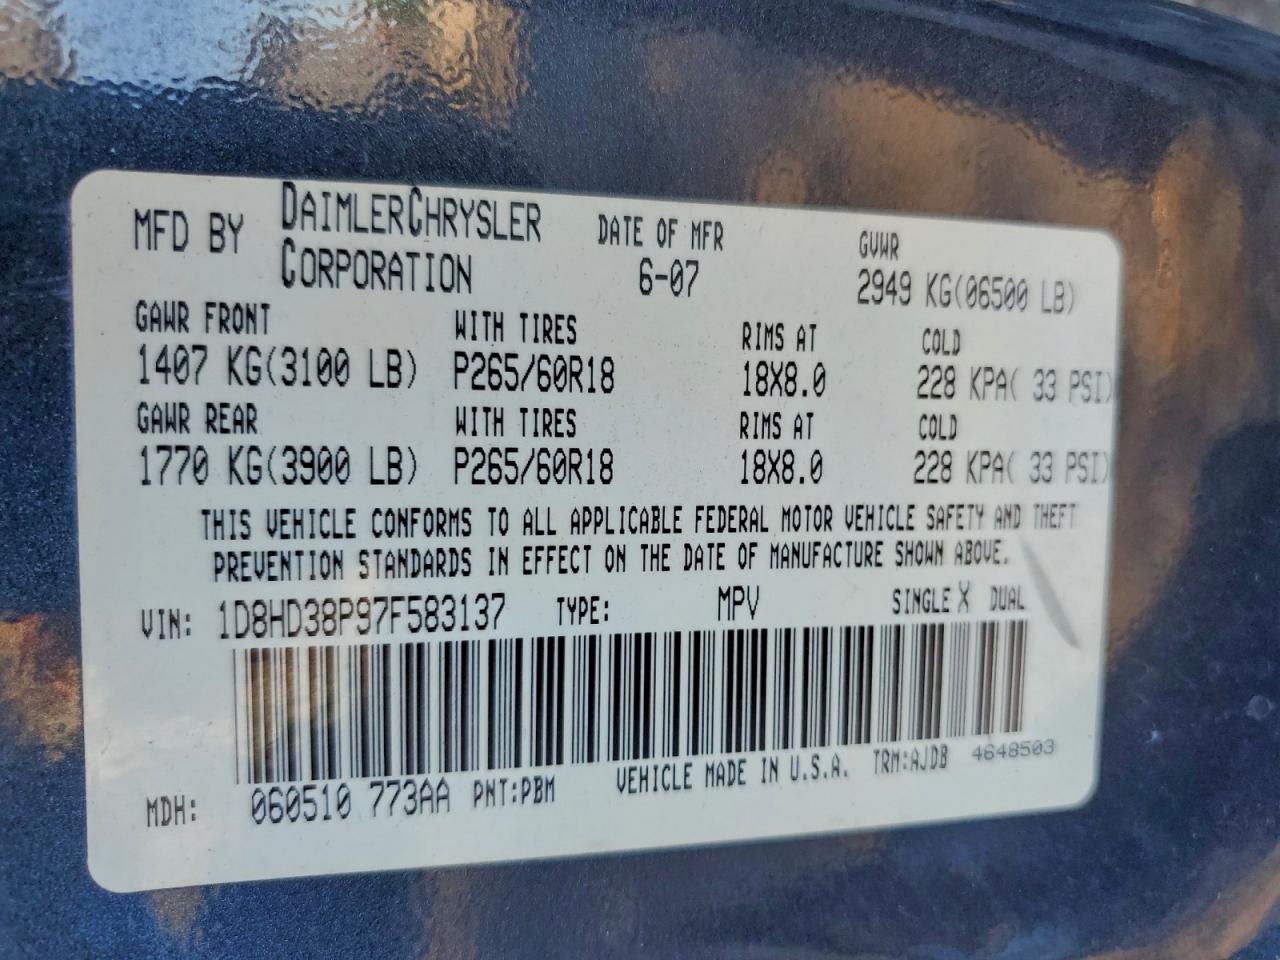 MFD BY DAIMLERCHRYSLER CORPORATION DATE OF MFR 6-07 GVWR 2949 KG(06500 LB)
GAWR FRONT WITH TIRES RIMS AT COLD
1407 KG(3100 LB) P265/60R18 18X8.0 228 KPA( 33 PSI)
GAWR REAR WITH TIRES RIMS AT COLD
1770 KG(3900 LB) P265/60R18 18X8.0 228 KPA( 33 PSI)
THIS VEHICLE CONFORMS TO ALL APPLICABLE FEDERAL MOTOR VEHICLE SAFETY AND THEFT
PREVENTION STANDARDS IN EFFECT ON THE DATE OF MANUFACTURE SHOWN ABOVE.
VIN: 1D8HD38P97F583137 TYPE: MPV SINGLE X DUAL
MDH: 060510 773AA PNT:PBM VEHICLE MADE IN U.S.A. TRM:AJDB 4648503